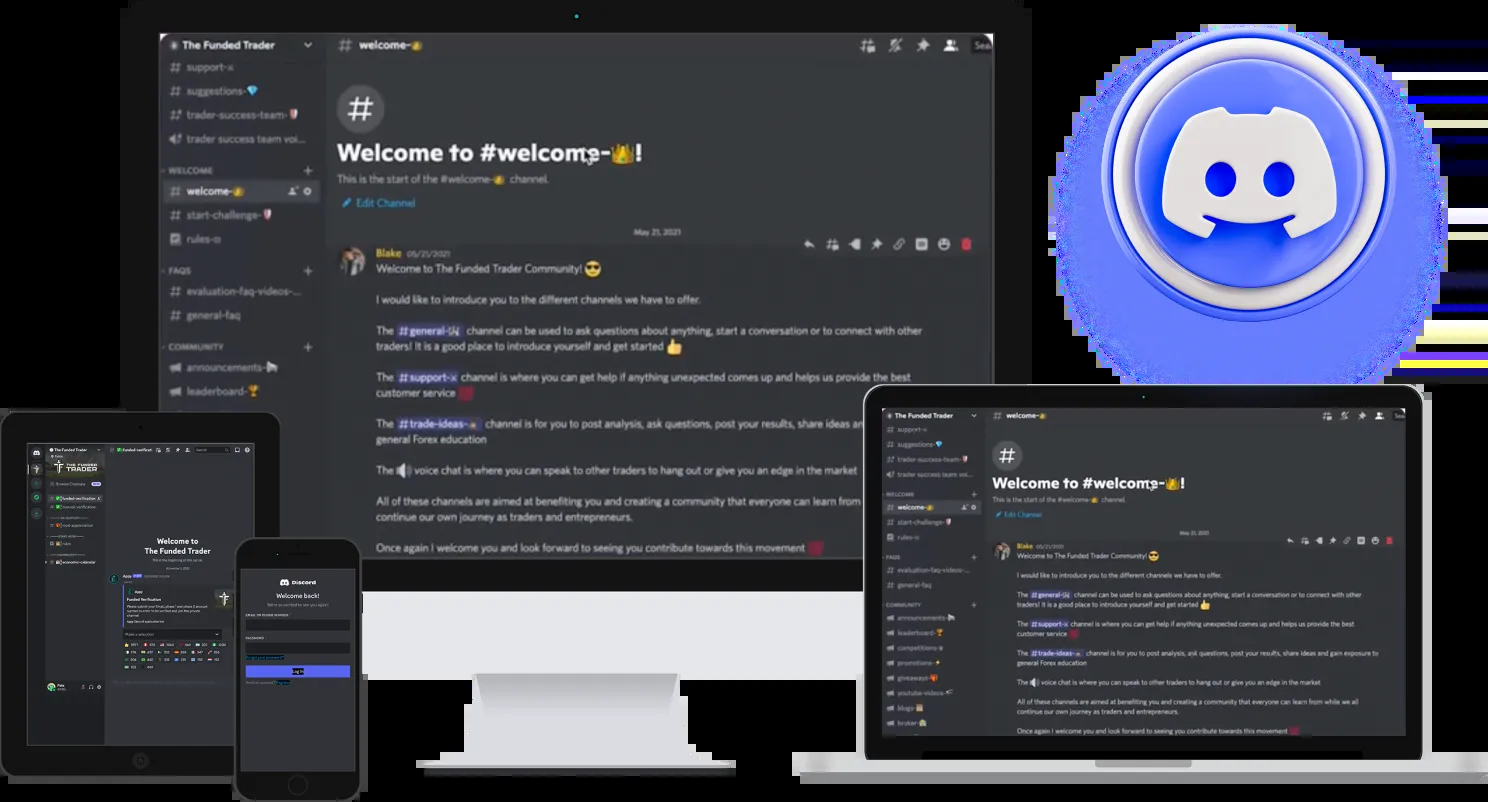 The Funded Trader
# welcome-
Sea
# support-
# suggestions-
trader-success-team-
trader success team voi...
WELCOME
# welcome-
# start-challenge-
rules-
FAQS
# evaluation-faq-videos-...
# general-faq
COMMUNITY
announcements-
leaderboard-
#
Welcome to #welcome-👑!
This is the start of the #welcome-👑 channel.
Edit Channel
May 21, 2021
Blake 05/21/2021
Welcome to The Funded Trader Community! 😎
I would like to introduce you to the different channels we have to offer.
The #general- channel can be used to ask questions about anything, start a conversation or to connect with other
traders! It is a good place to introduce yourself and get started 👍
The #support- channel is where you can get help if anything unexpected comes up and helps us provide the best
customer service
The #trade-ideas- channel is for you to post analysis, ask questions, post your results, share ideas an
general Forex education
The 🔊 voice chat is where you can speak to other traders to hang out or give you an edge in the market
All of these channels are aimed at benefiting you and creating a community that everyone can learn from
continue our own journey as traders and entrepreneurs.
Once again I welcome you and look forward to seeing you contribute towards this movement
The Funded Trader
THE FUNDED
TRADER
funded-verification
Welcome to
The Funded Trader
App
Funded Verification
Make a selection
Discord
Welcome back!
We're so excited to see you again!
PASSWORD
Log In
The Funded Trader
# welcome-
Sea
# support-
# suggestions-
trader-success-team-
trader success team voi...
WELCOME
# welcome-
# start-challenge-
rules-
FAQS
# evaluation-faq-videos-...
# general-faq
COMMUNITY
announcements-
leaderboard-
competitions-
promotions-
giveaways-
youtube-videos-
blogs-
broker-
#
Welcome to #welcome-👑!
This is the start of the #welcome-👑 channel.
Edit Channel
May 21, 2021
Blake 05/21/2021
Welcome to The Funded Trader Community! 😎
I would like to introduce you to the different channels we have to offer.
The #general- channel can be used to ask questions about anything, start a conversation or to connect with other
traders! It is a good place to introduce yourself and get started 👍
The #support- channel is where you can get help if anything unexpected comes up and helps us provide the best
customer service
The #trade-ideas- channel is for you to post analysis, ask questions, post your results, share ideas and gain exposure to
general Forex education
The 🔊 voice chat is where you can speak to other traders to hang out or give you an edge in the market
All of these channels are aimed at benefiting you and creating a community that everyone can learn from while we all
continue our own journey as traders and entrepreneurs.
Once again I welcome you and look forward to seeing you contribute towards this movement